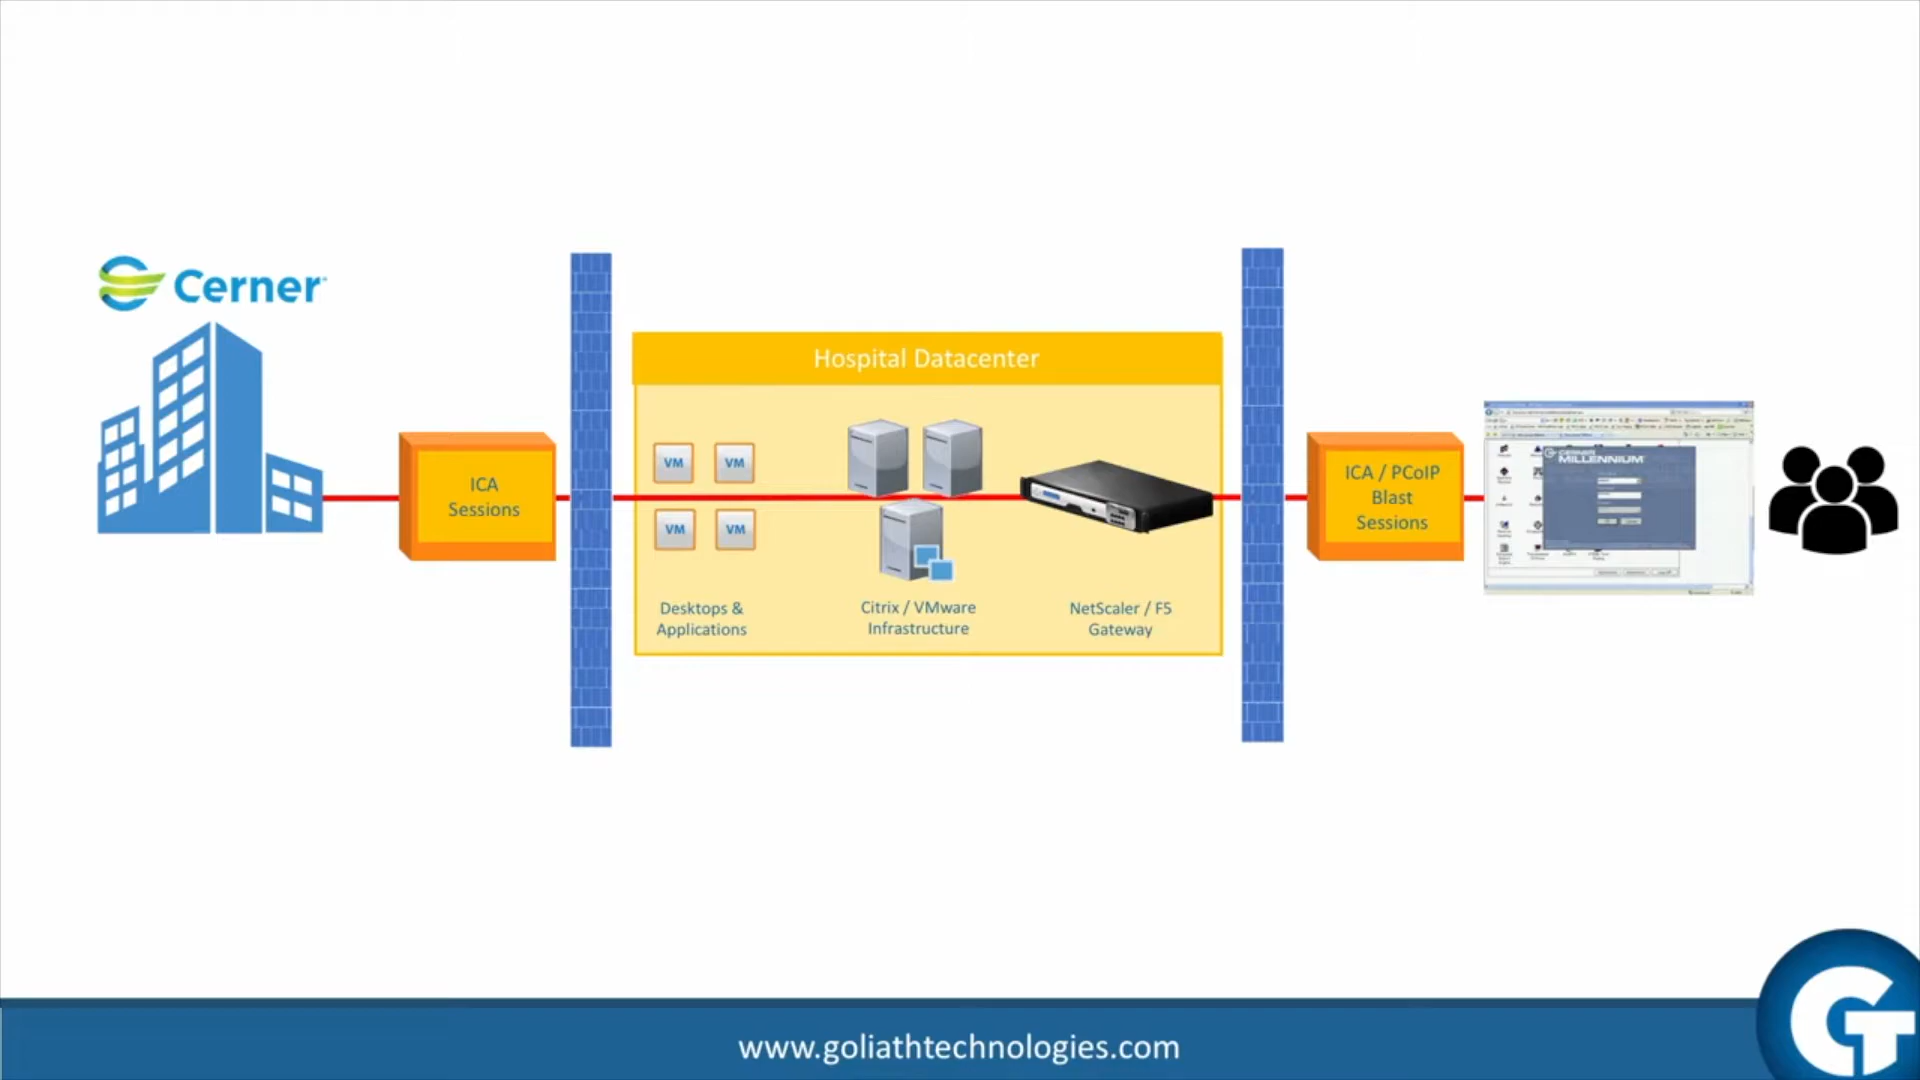 Cerner
Hospital Datacenter
ICA
Sessions
VM
VM
VM
VM
Desktops &
Applications
Citrix / VMware
Infrastructure
NetScaler / F5
Gateway
ICA / PCoIP
Blast
Sessions
CERNER
MILLENNIUM
www.goliathtechnologies.com